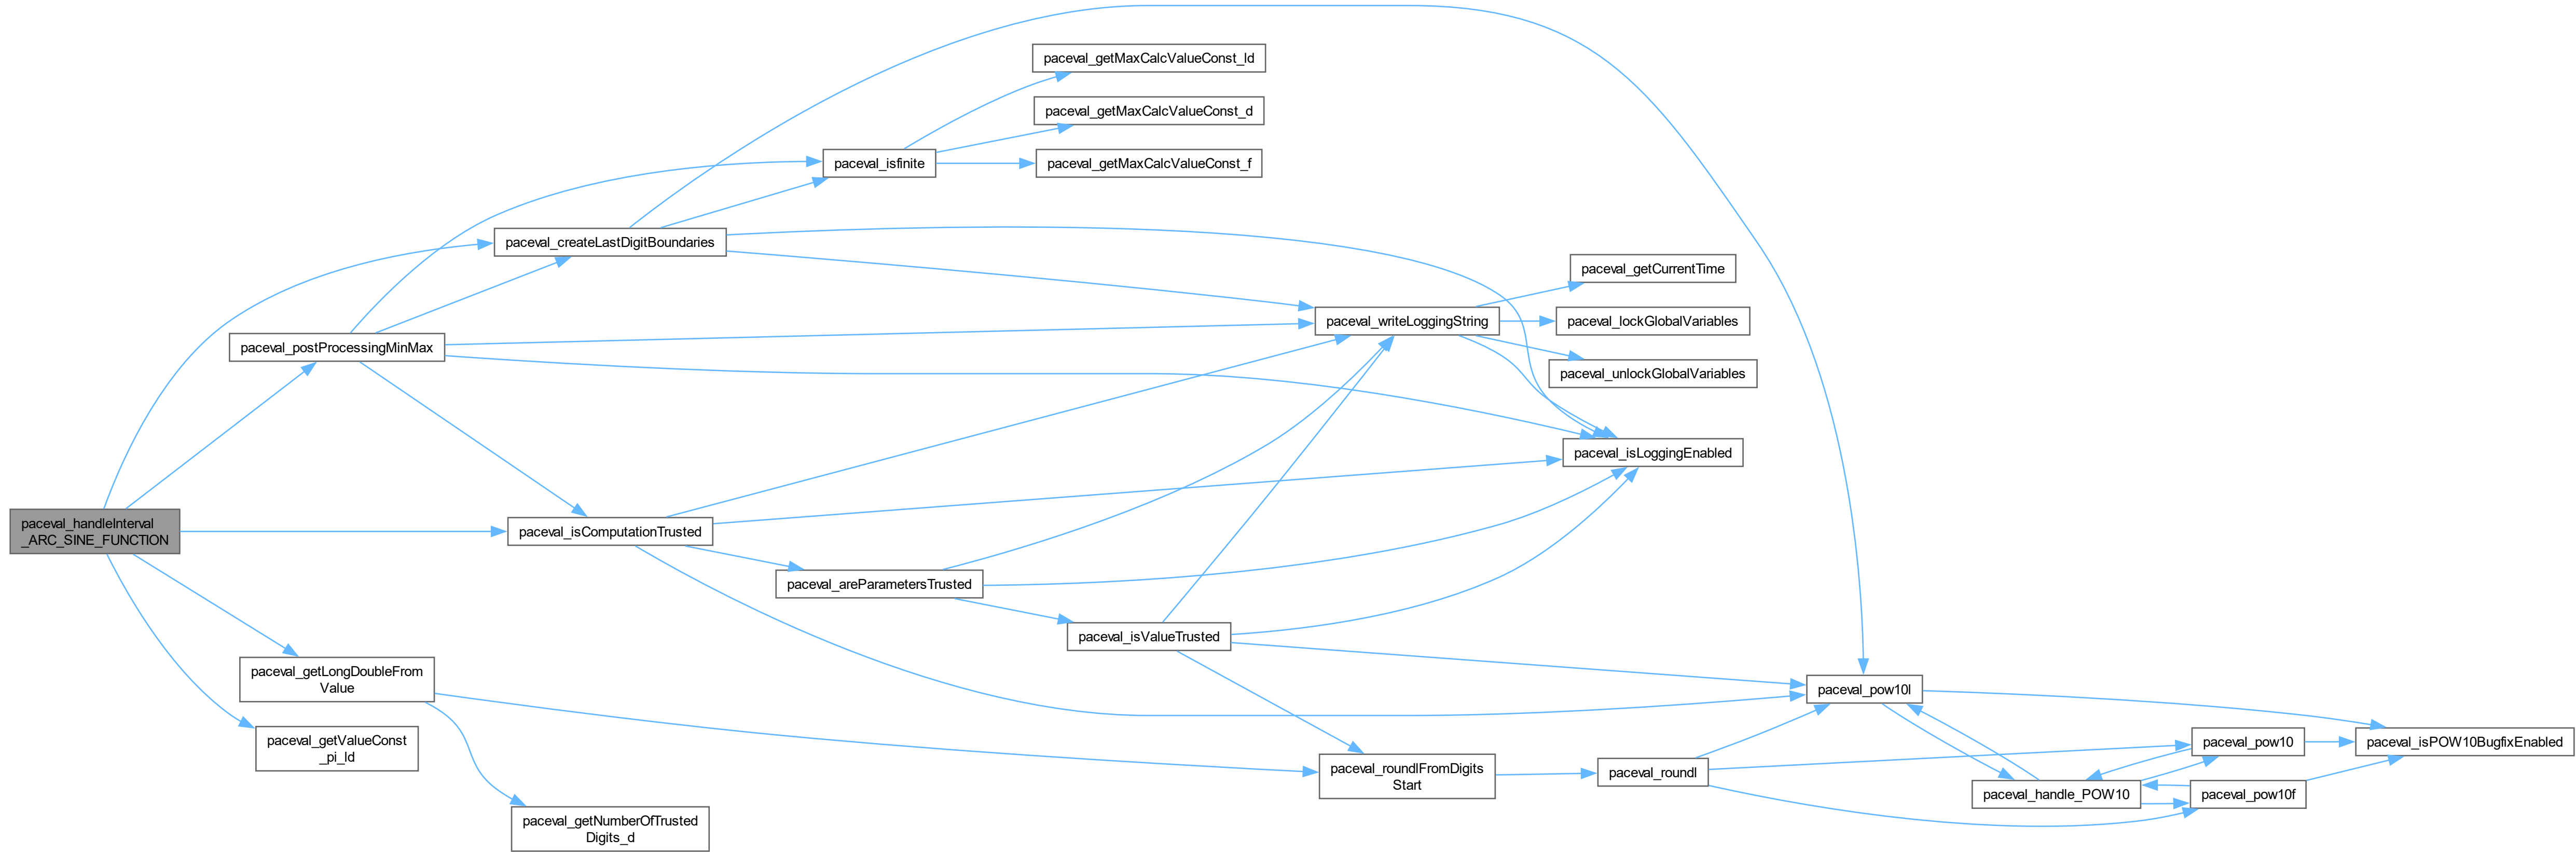 paceval_handleInterval
_ARC_SINE_FUNCTION
paceval_postProcessingMinMax
paceval_getLongDoubleFrom
Value
paceval_getValueConst
_pi_ld
paceval_createLastDigitBoundaries
paceval_isComputationTrusted
paceval_getNumberOfTrusted
Digits_d
paceval_isfinite
paceval_areParametersTrusted
paceval_getMaxCalcValueConst_ld
paceval_getMaxCalcValueConst_d
paceval_getMaxCalcValueConst_f
paceval_isValueTrusted
paceval_writeLoggingString
paceval_roundlFromDigits
Start
paceval_getCurrentTime
paceval_lockGlobalVariables
paceval_unlockGlobalVariables
paceval_isLoggingEnabled
paceval_roundl
paceval_pow10l
paceval_handle_POW10
paceval_pow10
paceval_pow10f
paceval_isPOW10BugfixEnabled